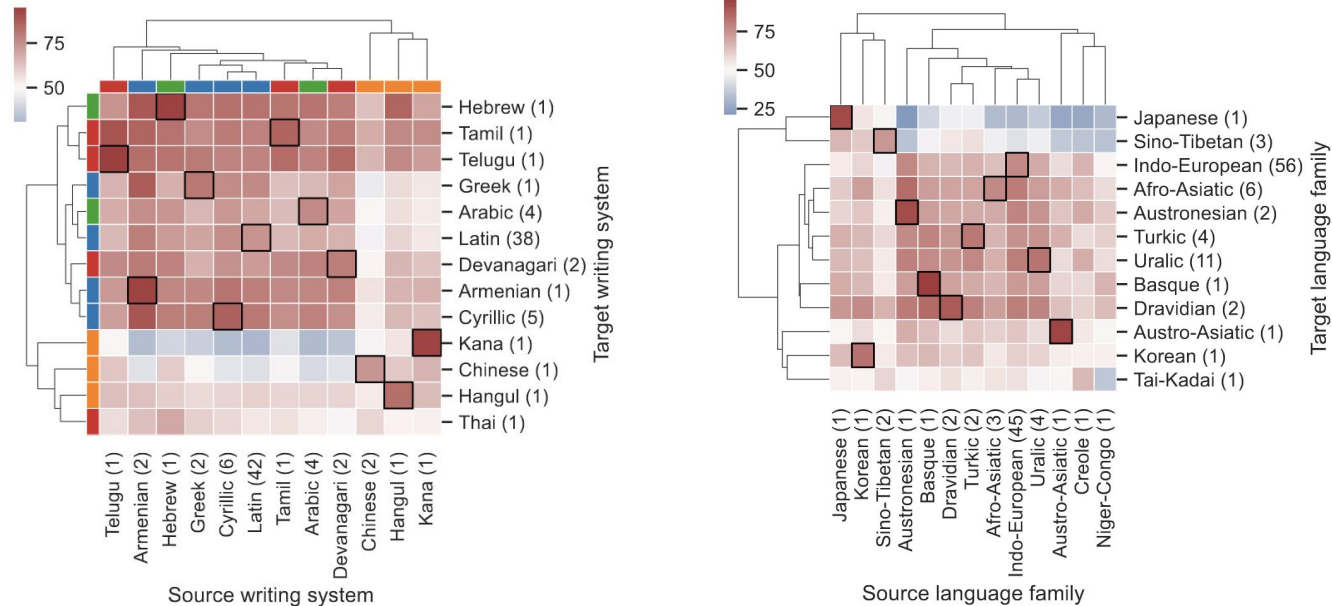 75
50
Hebrew (1)
Tamil (1)
Telugu (1)
Greek (1)
Arabic (4)
Latin (38)
Devanagari (2)
Armenian (1)
Cyrillic (5)
Kana (1)
Chinese (1)
Hangul (1)
Thai (1)
Target writing system
Telugu (1)
Armenian (2)
Hebrew (1)
Greek (2)
Cyrillic (6)
Latin (42)
Tamil (1)
Arabic (4)
Devanagari (2)
Chinese (2)
Hangul (1)
Kana (1)
Source writing system
75
50
25
Japanese (1)
Sino-Tibetan (3)
Indo-European (56)
Afro-Asiatic (6)
Austronesian (2)
Turkic (4)
Uralic (11)
Basque (1)
Dravidian (2)
Austro-Asiatic (1)
Korean (1)
Tai-Kadai (1)
Target language family
Japanese (1)
Korean (1)
Sino-Tibetan (2)
Austronesian (1)
Basque (1)
Dravidian (2)
Turkic (2)
Afro-Asiatic (3)
Indo-European (45)
Uralic (4)
Austro-Asiatic (1)
Creole (1)
Niger-Congo (1)
Source language family